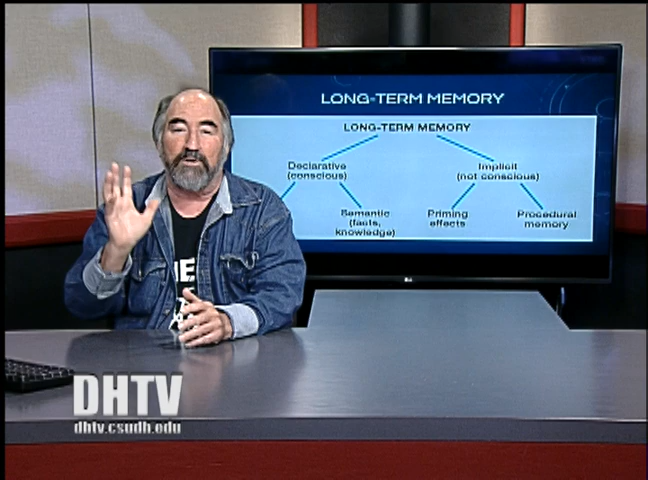 LONG-TERM MEMORY
LONG-TERM MEMORY
Declarative
(conscious)
Implicit
(not conscious)
Semantic
(facts,
knowledge)
Priming
effects
Procedural
memory
LG
DHTV
dhtv.csudh.edu